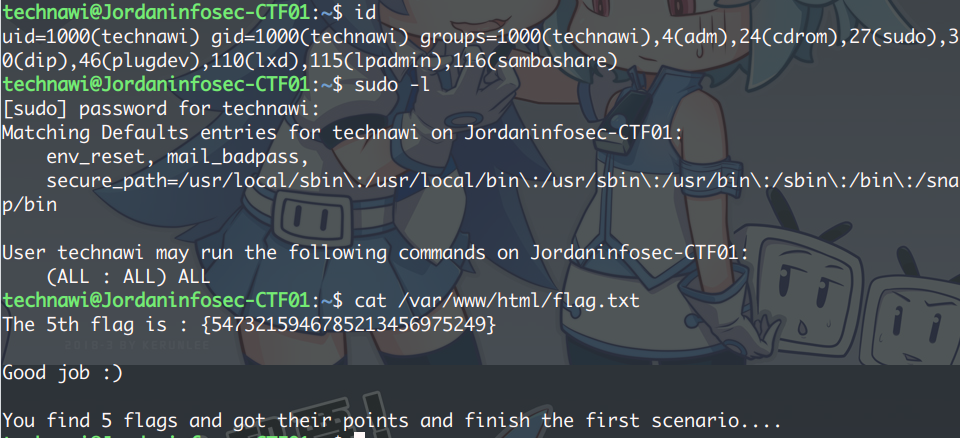 technawi@Jordaninfosec-CTF01:~$ id
uid=1000(technawi) gid=1000(technawi) groups=1000(technawi),4(adm),24(cdrom),27(sudo),3
0(dip),46(plugdev),110(lxd),115(lpadmin),116(sambashare)
technawi@Jordaninfosec-CTF01:~$ sudo -l
[sudo] password for technawi:
Matching Defaults entries for technawi on Jordaninfosec-CTF01:
    env_reset, mail_badpass,
    secure_path=/usr/local/sbin\:/usr/local/bin\:/usr/sbin\:/usr/bin\:/sbin\:/bin\:/sna
p/bin

User technawi may run the following commands on Jordaninfosec-CTF01:
    (ALL : ALL) ALL
technawi@Jordaninfosec-CTF01:~$ cat /var/www/html/flag.txt
The 5th flag is : {5473215946785213456975249}

Good job :)

You find 5 flags and got their points and finish the first scenario....
technawi@Jordaninfosec-CTF01:~$